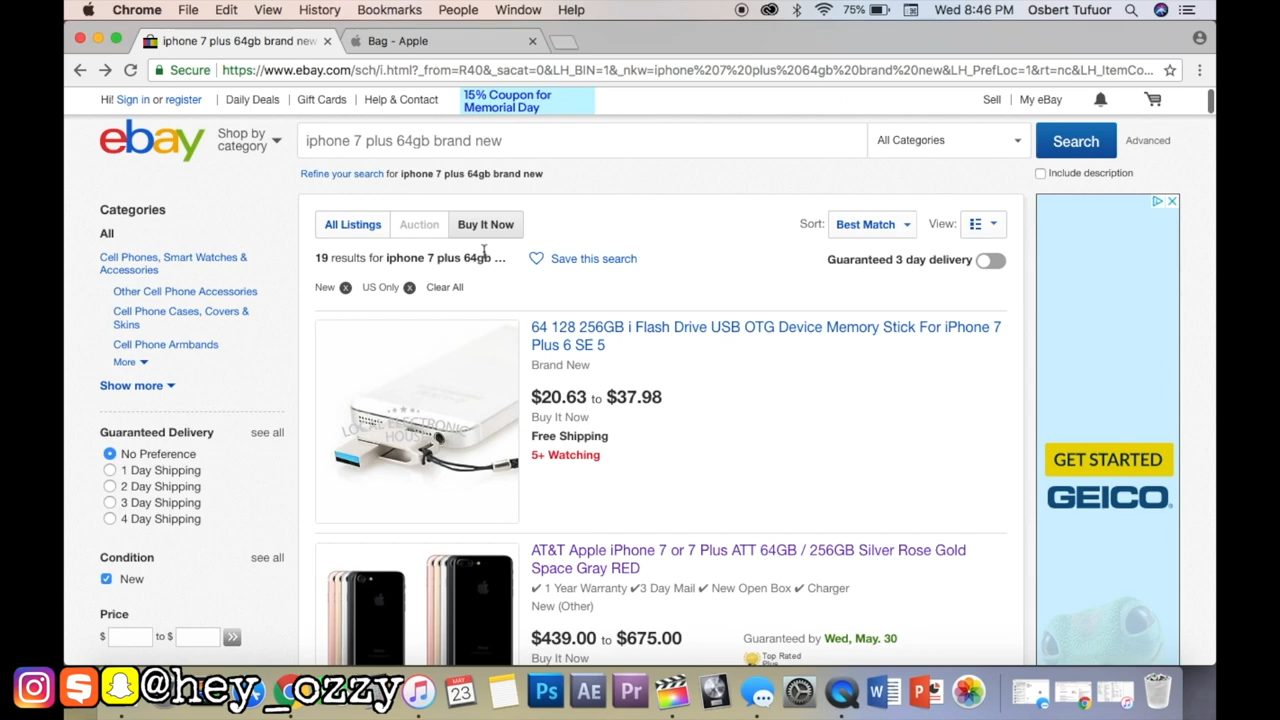 Chrome File Edit View History Bookmarks People Window Help 75% Wed 8:46 PM Osbert Tufuor
iphone 7 plus 64gb brand new Bag - Apple
Secure https://www.ebay.com/sch/i.html?_from=R40&_sacat=0&LH_BIN=1&_nkw=iphone%207%20plus%2064gb%20brand%20new&LH_PrefLoc=1&rt=nc&LH_ItemCo...
Hi! Sign in or register Daily Deals Gift Cards Help & Contact 15% Coupon for Memorial Day Sell My eBay
ebay Shop by category iphone 7 plus 64gb brand new All Categories Search Advanced
Refine your search for iphone 7 plus 64gb brand new Include description
Categories
All
Cell Phones, Smart Watches &
Accessories
Other Cell Phone Accessories
Cell Phone Cases, Covers &
Skins
Cell Phone Armbands
More
Show more
Guaranteed Delivery see all
No Preference
1 Day Shipping
2 Day Shipping
3 Day Shipping
4 Day Shipping
Condition see all
New
Price
$ to $
All Listings Auction Buy It Now Sort: Best Match View:
19 results for iphone 7 plus 64gb ... Save this search Guaranteed 3 day delivery
New US Only Clear All
LOCAL ELECTRONIC
HOUSE
64 128 256GB i Flash Drive USB OTG Device Memory Stick For iPhone 7
Plus 6 SE 5
Brand New
$20.63 to $37.98
Buy It Now
Free Shipping
5+ Watching
AT&T Apple iPhone 7 or 7 Plus ATT 64GB / 256GB Silver Rose Gold
Space Gray RED
✓ 1 Year Warranty ✓3 Day Mail ✓ New Open Box ✓ Charger
New (Other)
$439.00 to $675.00 Guaranteed by Wed, May. 30
Buy It Now Top Rated
Plus
GET STARTED
GEICO
@hey_ozzy
MAY
23
Ps AE Pr